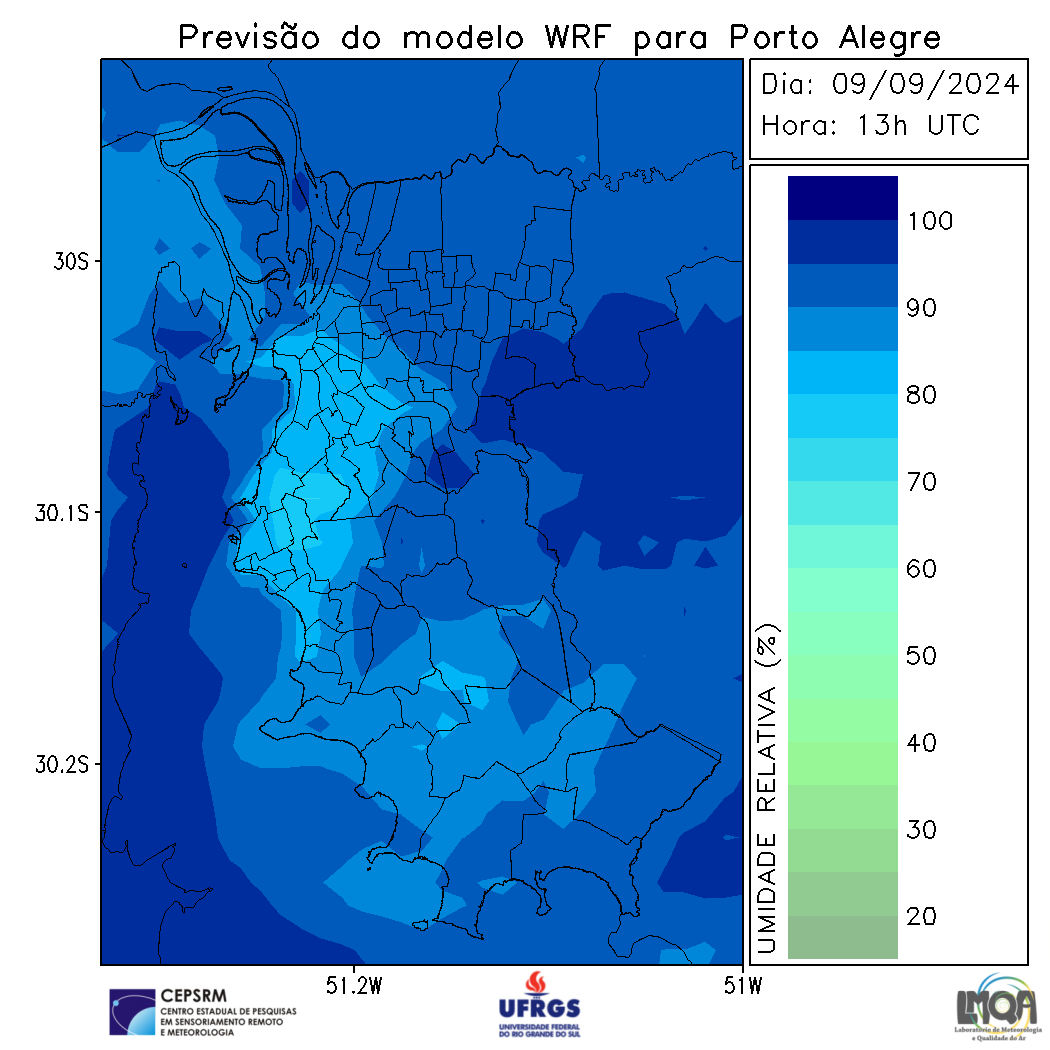 Previsão do modelo WRF para Porto Alegre
Dia: 09/09/2024
Hora: 13h UTC
30S
30.1S
30.2S
51.2W
51W
100
90
80
70
60
50
40
30
20
UMIDADE RELATIVA (%)
CEPSRM
CENTRO ESTADUAL DE PESQUISAS
EM SENSORIAMENTO REMOTO
E METEOROLOGIA
UFRGS
UNIVERSIDADE FEDERAL
DO RIO GRANDE DO SUL
LMQA
Laboratório de Meteorologia
e Qualidade do Ar